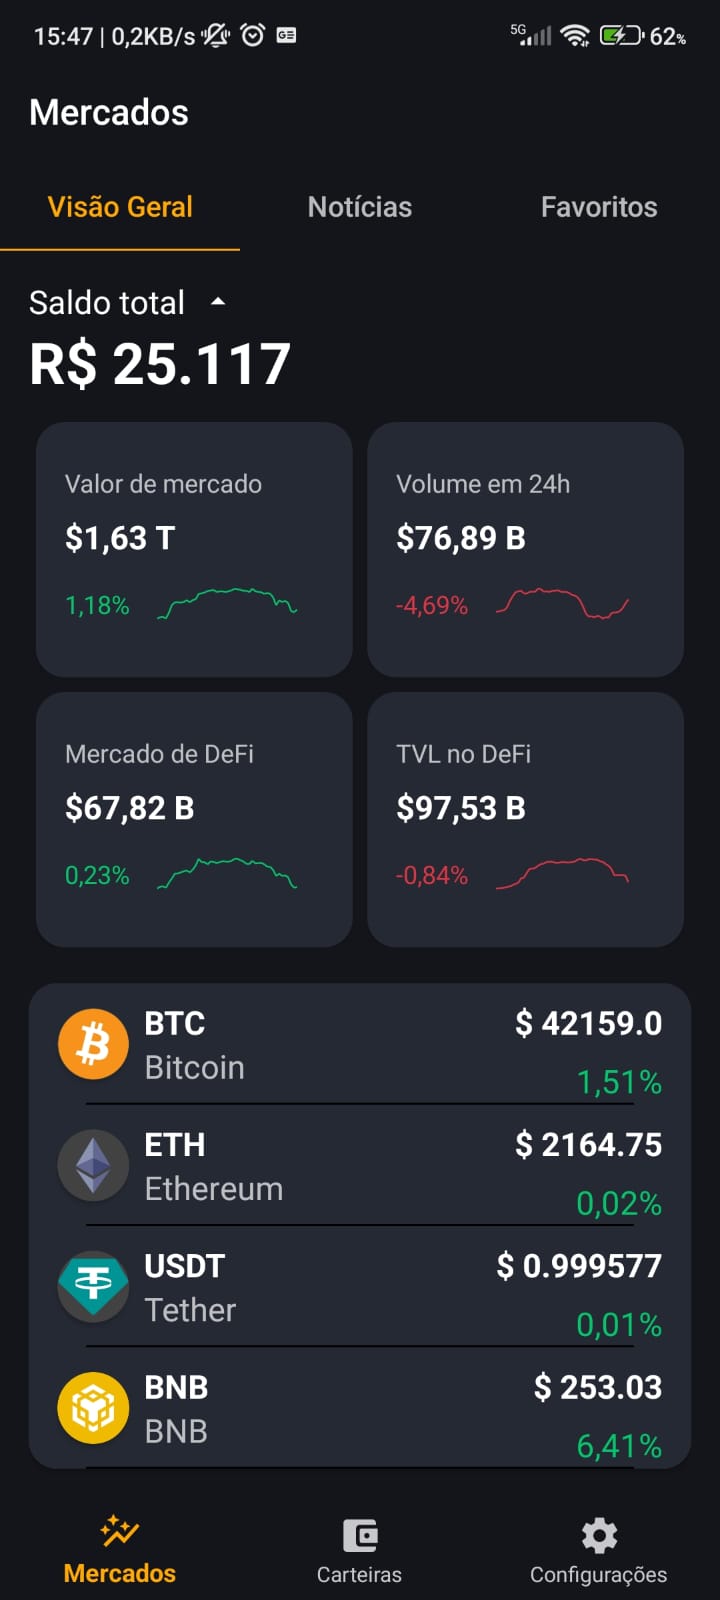 15:47 | 0,2KB/s
5G 62%
Mercados
Visão Geral Notícias Favoritos
Saldo total
R$ 25.117
Valor de mercado
$1,63 T
1,18%
Volume em 24h
$76,89 B
-4,69%
Mercado de DeFi
$67,82 B
0,23%
TVL no DeFi
$97,53 B
-0,84%
BTC $ 42159.0
Bitcoin 1,51%
ETH $ 2164.75
Ethereum 0,02%
USDT $ 0.999577
Tether 0,01%
BNB $ 253.03
BNB 6,41%
Mercados Carteiras Configurações